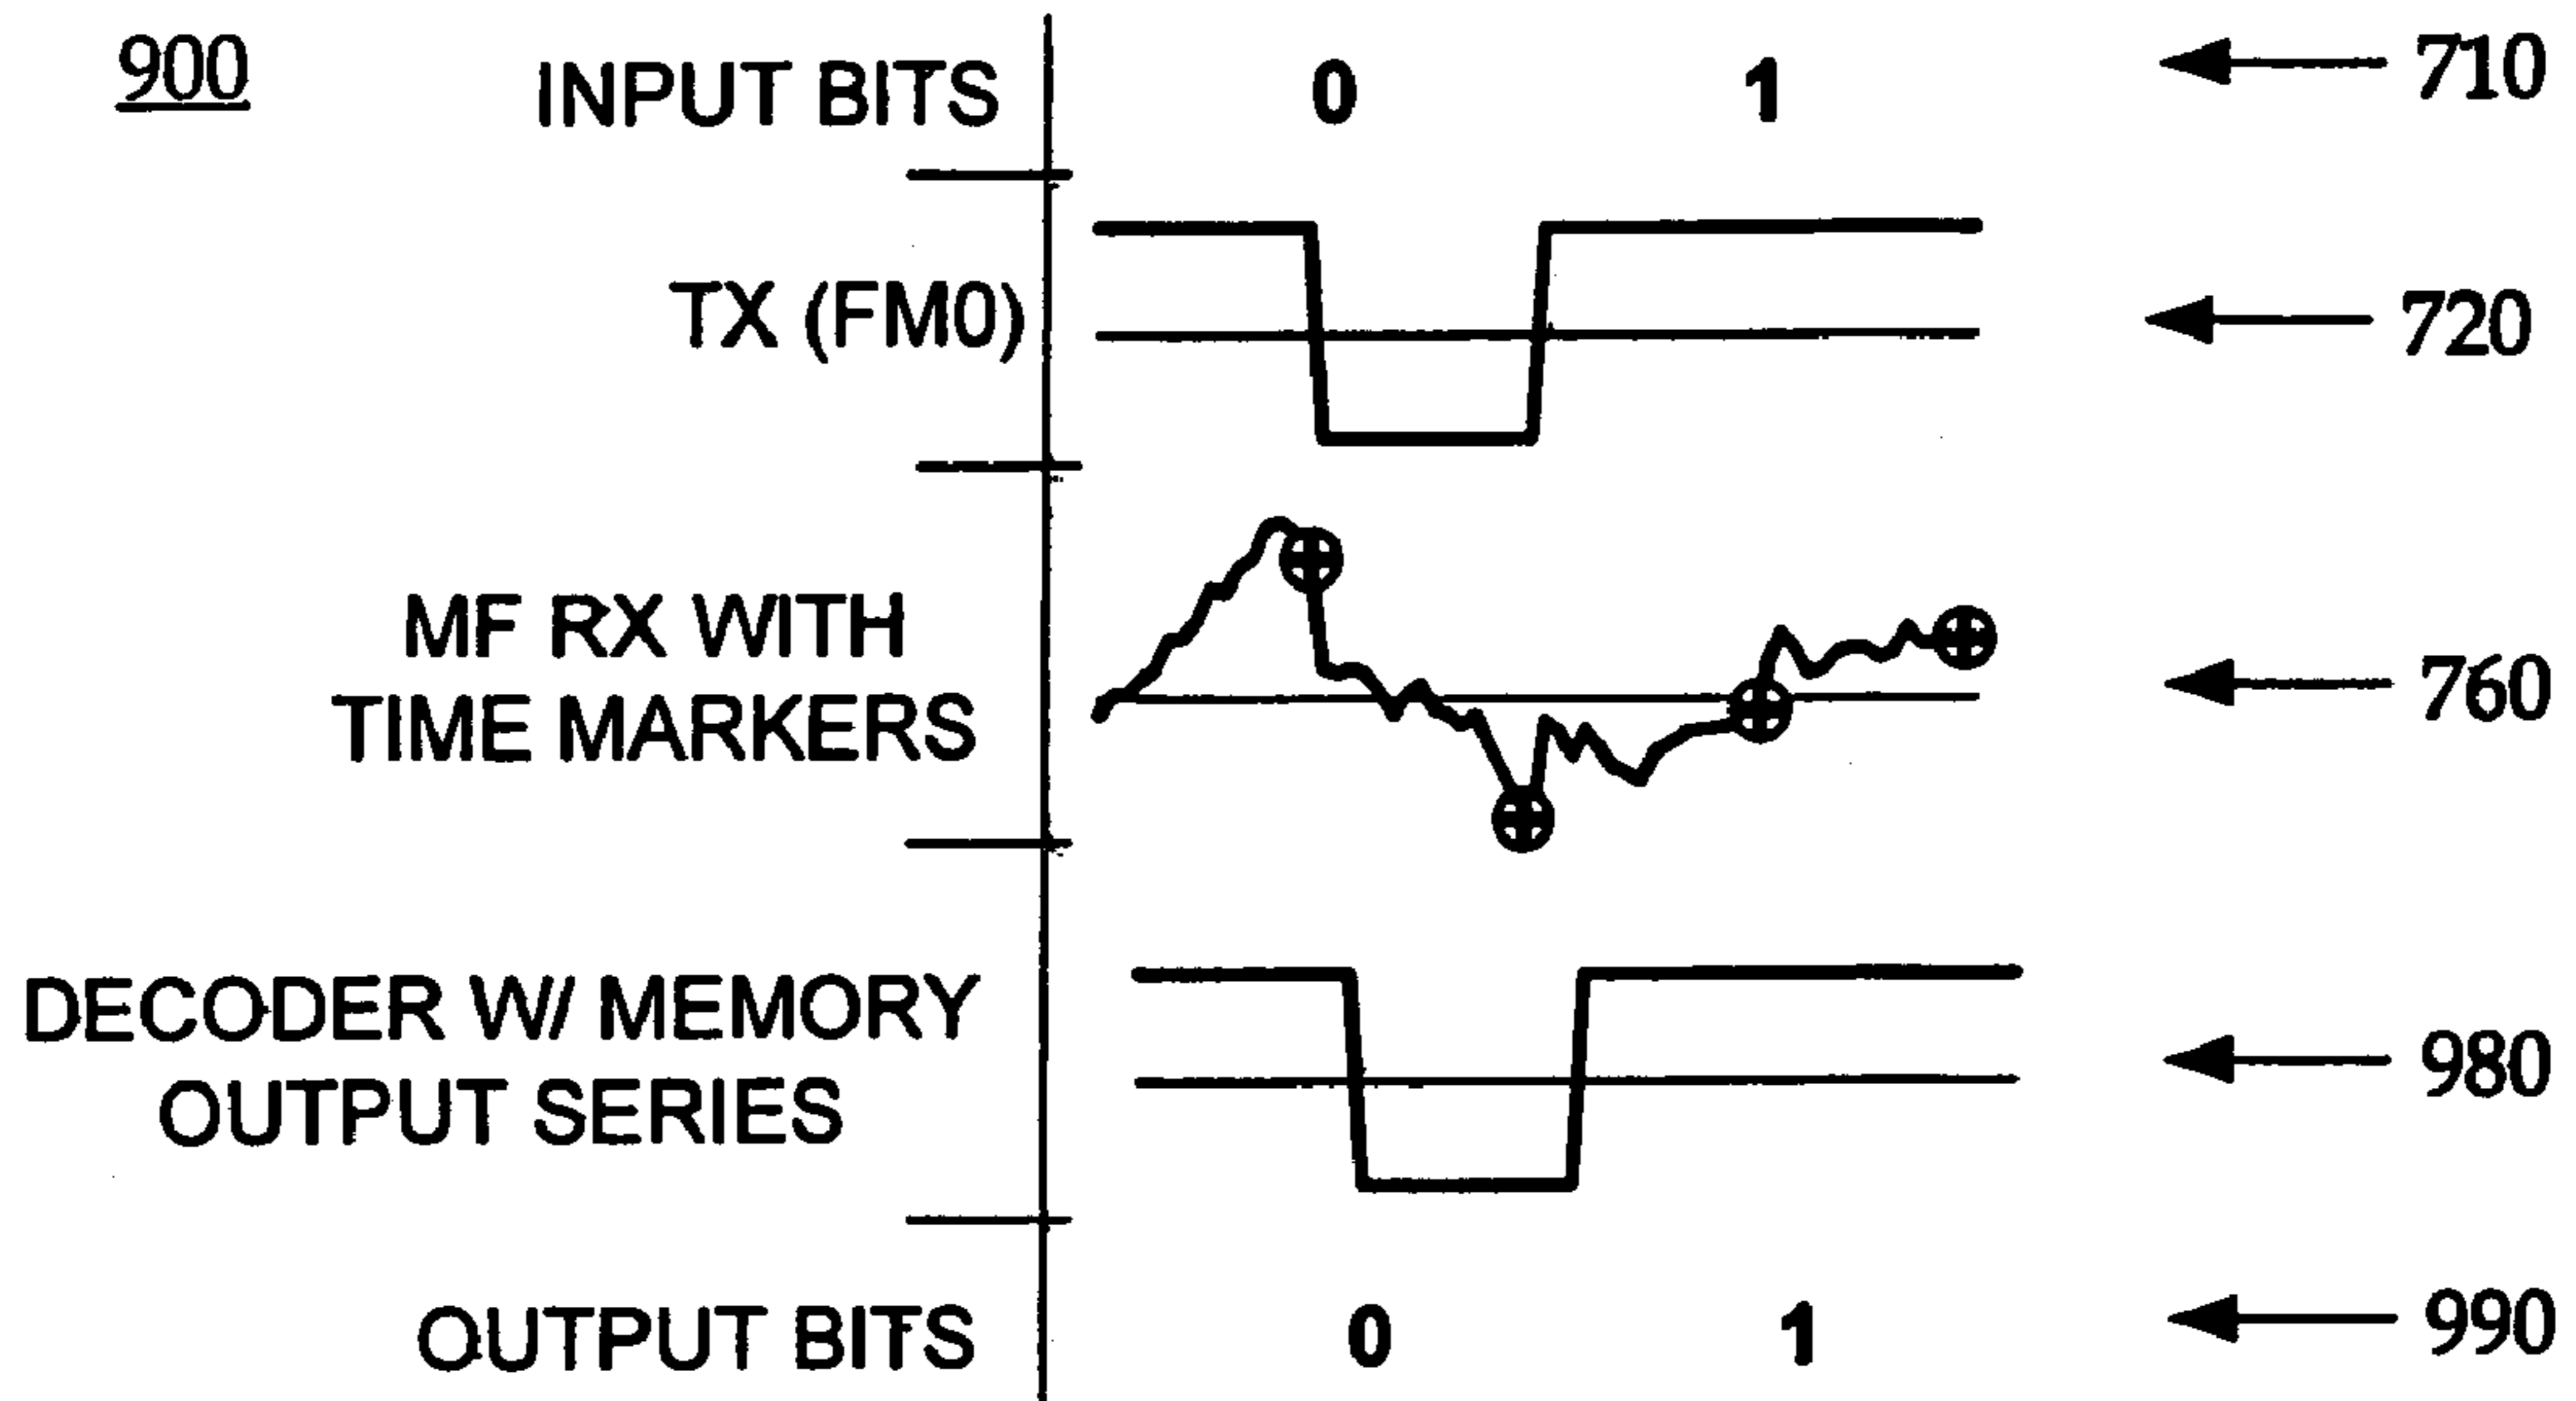 900
INPUT BITS 0 1 710
TX (FM0) 720
MF RX WITH
TIME MARKERS 760
DECODER W/ MEMORY
OUTPUT SERIES 980
OUTPUT BITS 0 1 990